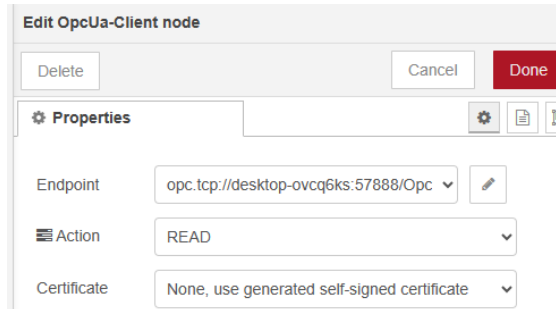 Edit OpcUa-Client node
Delete Cancel Done
Properties
Endpoint opc.tcp://desktop-ovcq6ks:57888/Opc
Action READ
Certificate None, use generated self-signed certificate